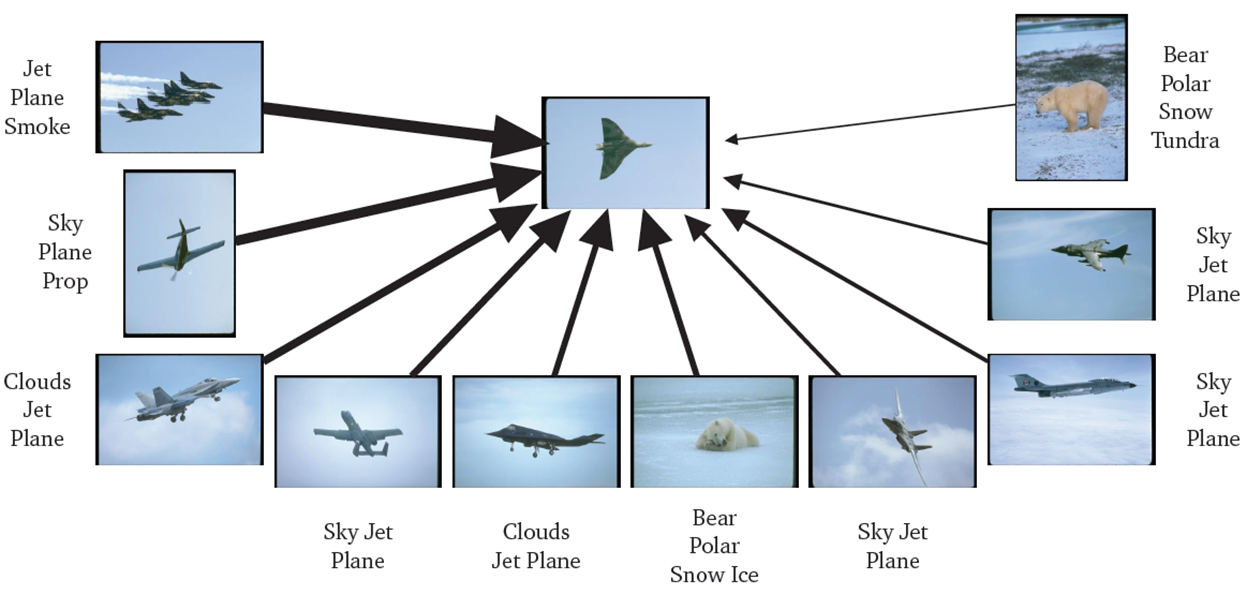 Jet
Plane
Smoke
Sky
Plane
Prop
Clouds
Jet
Plane
Sky Jet
Plane
Clouds
Jet Plane
Bear
Polar
Snow Ice
Sky Jet
Plane
Bear
Polar
Snow
Tundra
Sky
Jet
Plane
Sky
Jet
Plane